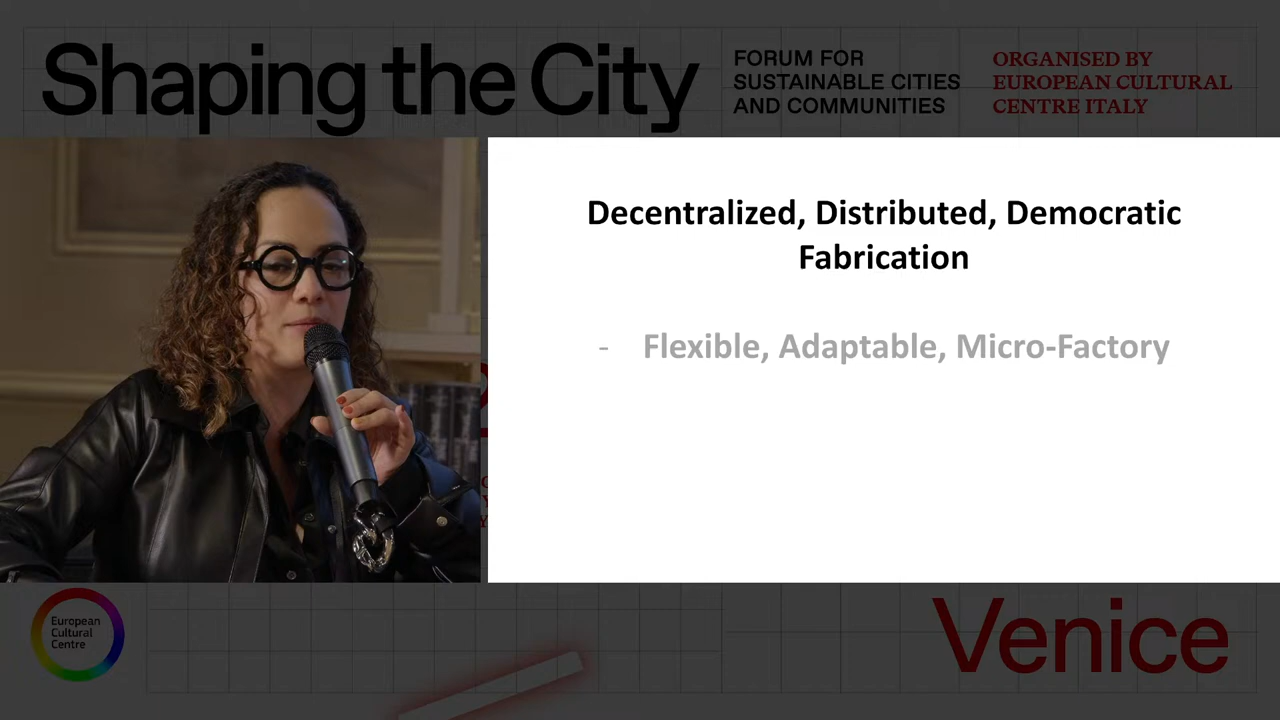 Shaping the City
FORUM FOR
SUSTAINABLE CITIES
AND COMMUNITIES
ORGANISED BY
EUROPEAN CULTURAL
CENTRE ITALY
Decentralized, Distributed, Democratic
Fabrication
- Flexible, Adaptable, Micro-Factory
European
Cultural
Centre
Venice